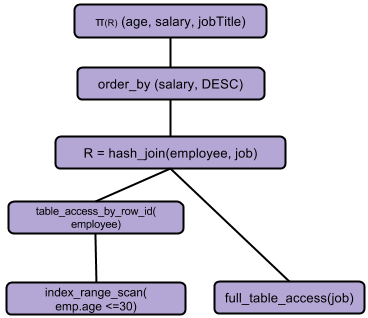 π(R) (age, salary, jobTitle)
order_by (salary, DESC)
R = hash_join(employee, job)
table_access_by_row_id(
employee)
index_range_scan(
emp.age <=30)
full_table_access(job)